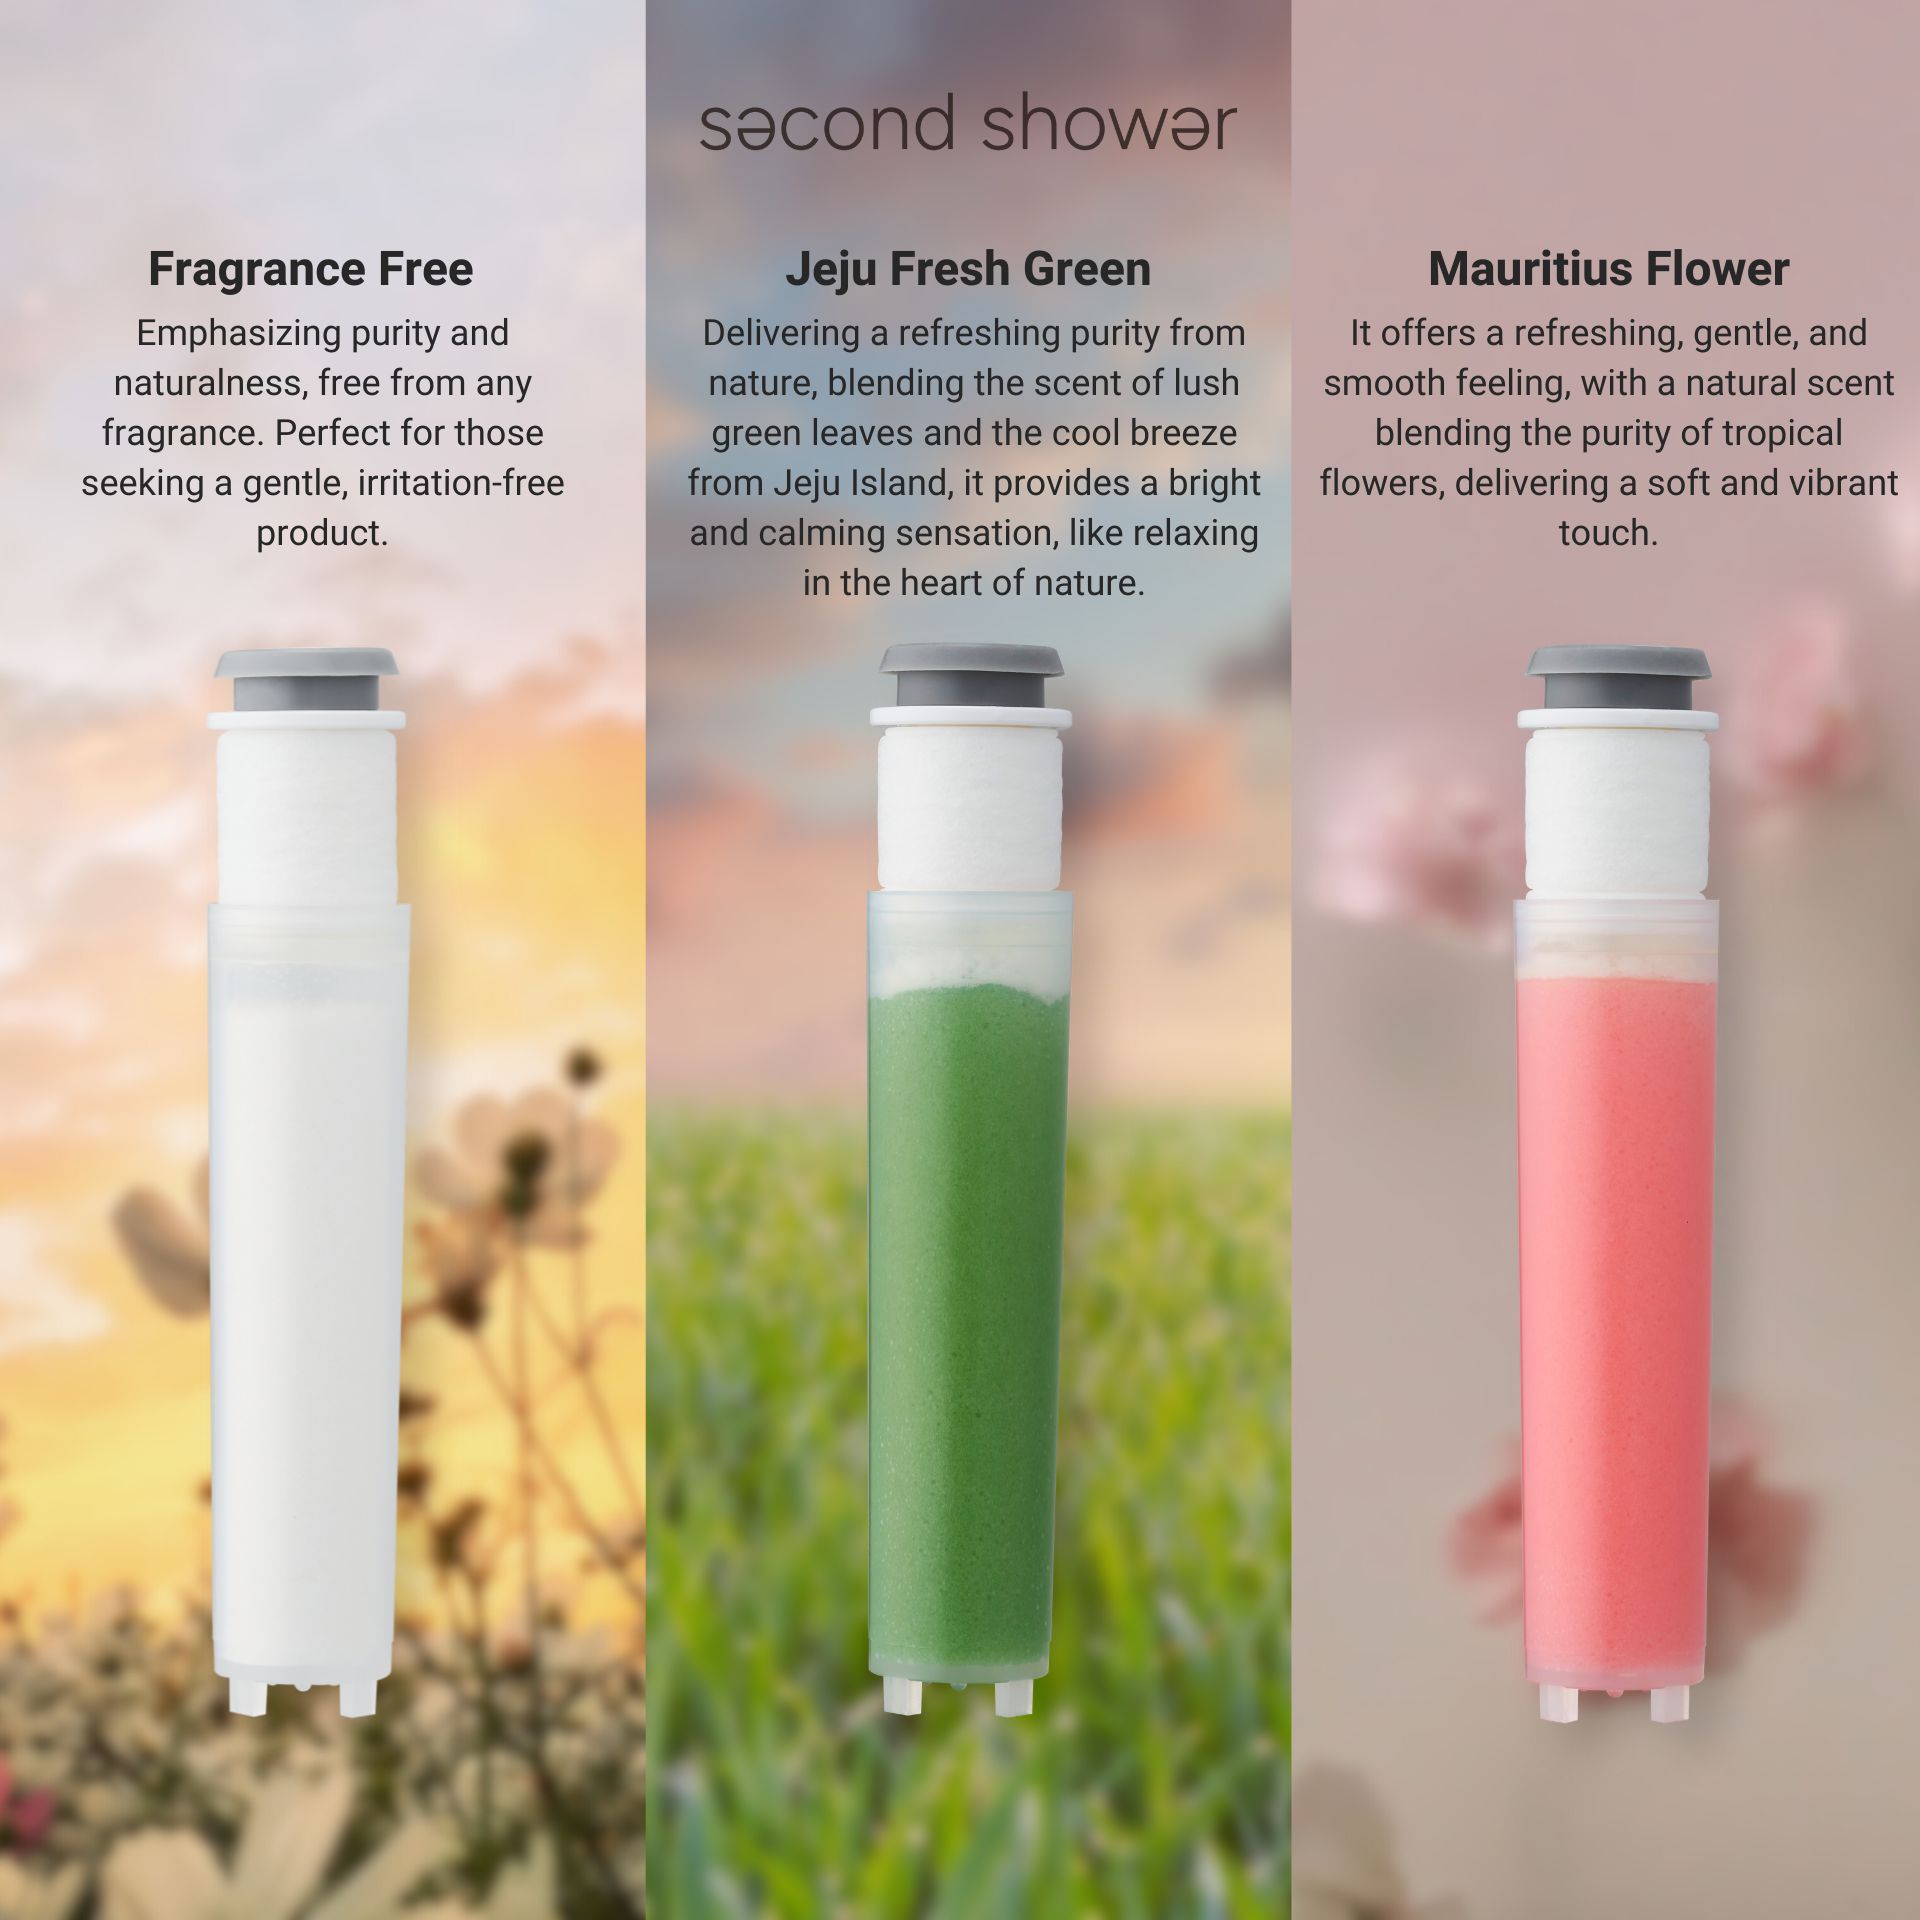 səcond showər
Fragrance Free
Emphasizing purity and
naturalness, free from any
fragrance. Perfect for those
seeking a gentle, irritation-free
product.
Jeju Fresh Green
Delivering a refreshing purity from
nature, blending the scent of lush
green leaves and the cool breeze
from Jeju Island, it provides a bright
and calming sensation, like relaxing
in the heart of nature.
Mauritius Flower
It offers a refreshing, gentle, and
smooth feeling, with a natural scent
blending the purity of tropical
flowers, delivering a soft and vibrant
touch.